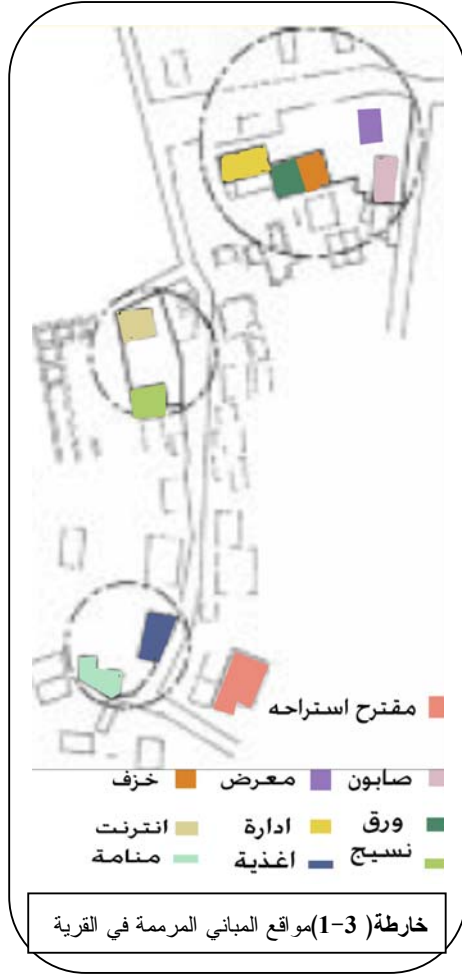 مقترح استراحه
صابون معرض خزف
ورق ادارة انترنت
نسيج اغذية منامة
خارطة( 3-1)مواقع المباني المرممة في القرية